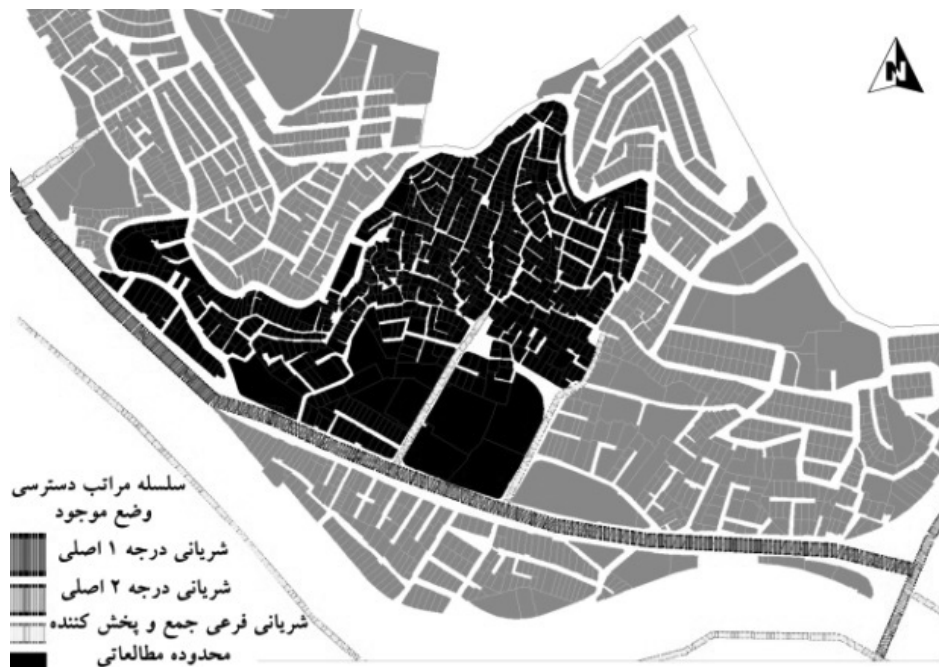 N
سلسله مراتب دسترسی
وضع موجود
شریانی درجه ۱ اصلی
شریانی درجه ۲ اصلی
شریانی فرعی جمع و پخش کننده
محدوده مطالعاتی